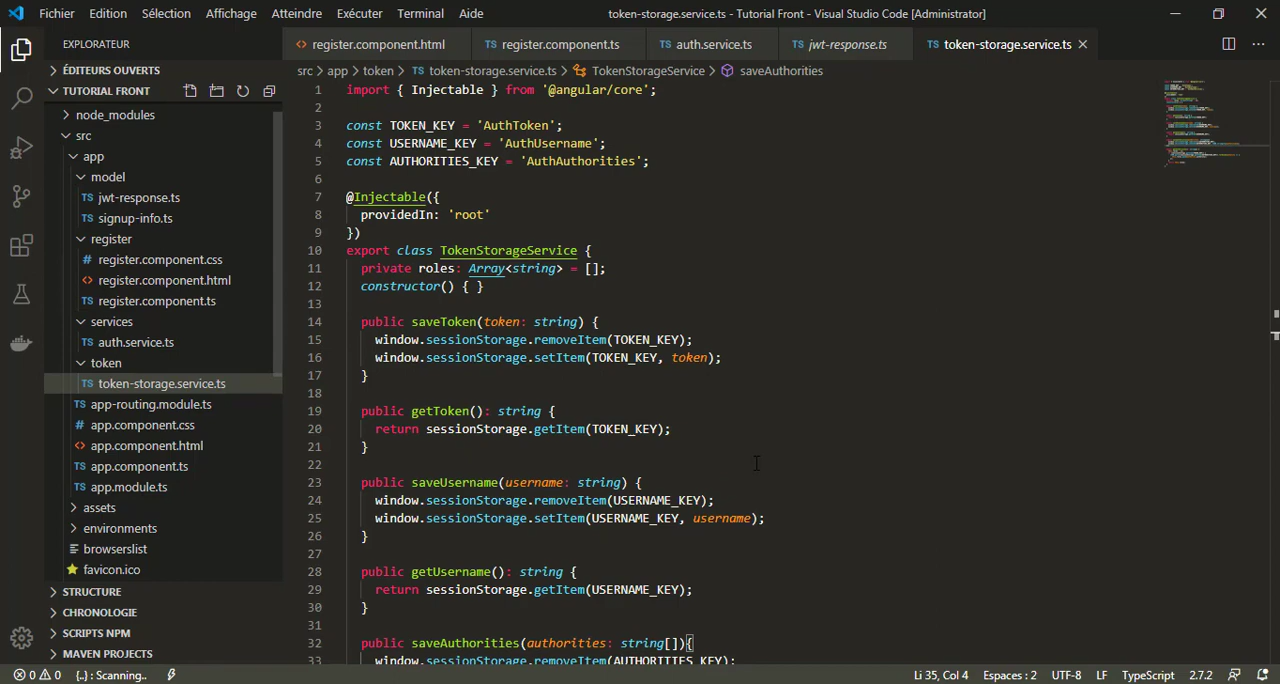 Fichier Edition Sélection Affichage Atteindre Exécuter Terminal Aide token-storage.service.ts - Tutorial Front - Visual Studio Code [Administrator]
EXPLORATEUR
register.component.html register.component.ts auth.service.ts jwt-response.ts token-storage.service.ts
ÉDITEURS OUVERTS
TUTORIAL FRONT
node_modules
src
app
model
jwt-response.ts
signup-info.ts
register
register.component.css
register.component.html
register.component.ts
services
auth.service.ts
token
token-storage.service.ts
app-routing.module.ts
app.component.css
app.component.html
app.component.ts
app.module.ts
assets
environments
browserslist
favicon.ico
STRUCTURE
CHRONOLOGIE
SCRIPTS NPM
MAVEN PROJECTS
src > app > token > TS token-storage.service.ts > TokenStorageService > saveAuthorities
1 import { Injectable } from '@angular/core';
2
3 const TOKEN_KEY = 'AuthToken';
4 const USERNAME_KEY = 'AuthUsername';
5 const AUTHORITIES_KEY = 'AuthAuthorities';
6
7 @Injectable({
8 providedIn: 'root'
9 })
10 export class TokenStorageService {
11 private roles: Array<string> = [];
12 constructor() { }
13
14 public saveToken(token: string) {
15 window.sessionStorage.removeItem(TOKEN_KEY);
16 window.sessionStorage.setItem(TOKEN_KEY, token);
17 }
18
19 public getToken(): string {
20 return sessionStorage.getItem(TOKEN_KEY);
21 }
22
23 public saveUsername(username: string) {
24 window.sessionStorage.removeItem(USERNAME_KEY);
25 window.sessionStorage.setItem(USERNAME_KEY, username);
26 }
27
28 public getUsername(): string {
29 return sessionStorage.getItem(USERNAME_KEY);
30 }
31
32 public saveAuthorities(authorities: string[]){
33 window.sessionStorage.removeItem(AUTHORITIES_KEY);
0 0 {..} : Scanning.. Li 35, Col 4 Espaces : 2 UTF-8 LF TypeScript 2.7.2